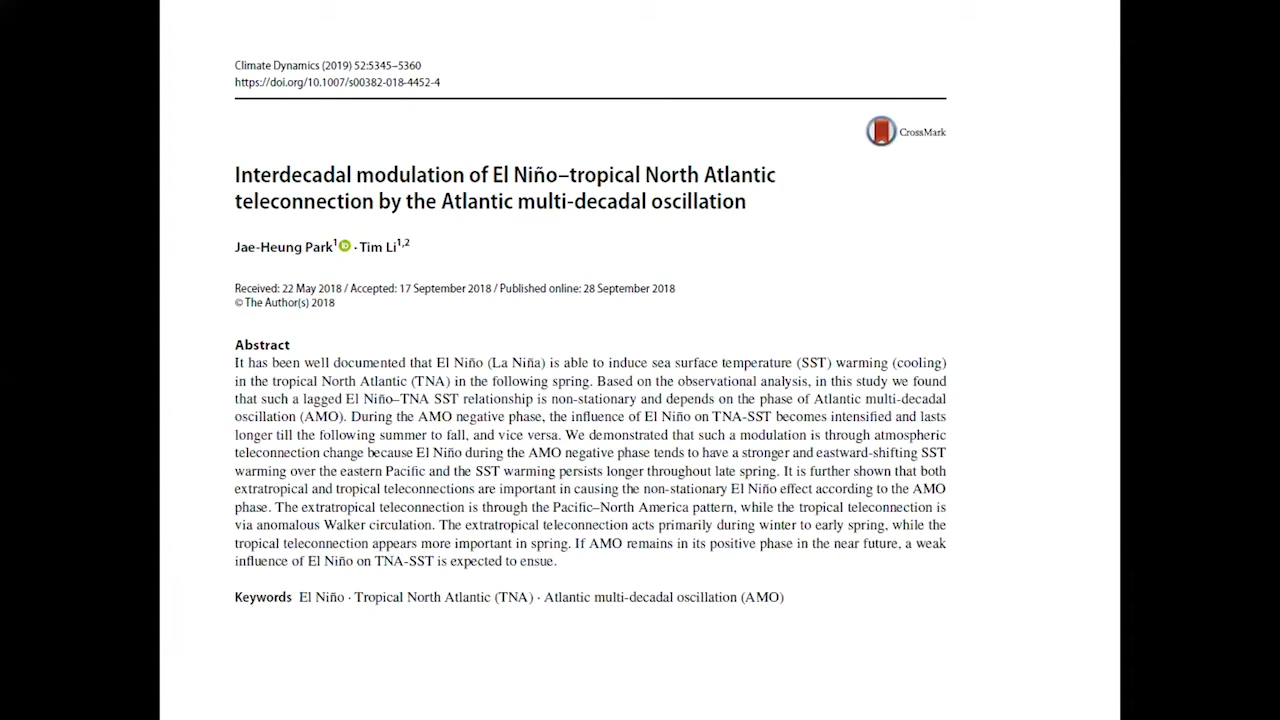 Climate Dynamics (2019) 52:5345–5360
https://doi.org/10.1007/s00382-018-4452-4
CrossMark
Interdecadal modulation of El Niño–tropical North Atlantic
teleconnection by the Atlantic multi-decadal oscillation
Jae-Heung Park1 iD · Tim Li1,2
Received: 22 May 2018 / Accepted: 17 September 2018 / Published online: 28 September 2018
© The Author(s) 2018
Abstract
It has been well documented that El Niño (La Niña) is able to induce sea surface temperature (SST) warming (cooling)
in the tropical North Atlantic (TNA) in the following spring. Based on the observational analysis, in this study we found
that such a lagged El Niño–TNA SST relationship is non-stationary and depends on the phase of Atlantic multi-decadal
oscillation (AMO). During the AMO negative phase, the influence of El Niño on TNA-SST becomes intensified and lasts
longer till the following summer to fall, and vice versa. We demonstrated that such a modulation is through atmospheric
teleconnection change because El Niño during the AMO negative phase tends to have a stronger and eastward-shifting SST
warming over the eastern Pacific and the SST warming persists longer throughout late spring. It is further shown that both
extratropical and tropical teleconnections are important in causing the non-stationary El Niño effect according to the AMO
phase. The extratropical teleconnection is through the Pacific–North America pattern, while the tropical teleconnection is
via anomalous Walker circulation. The extratropical teleconnection acts primarily during winter to early spring, while the
tropical teleconnection appears more important in spring. If AMO remains in its positive phase in the near future, a weak
influence of El Niño on TNA-SST is expected to ensue.
Keywords El Niño · Tropical North Atlantic (TNA) · Atlantic multi-decadal oscillation (AMO)